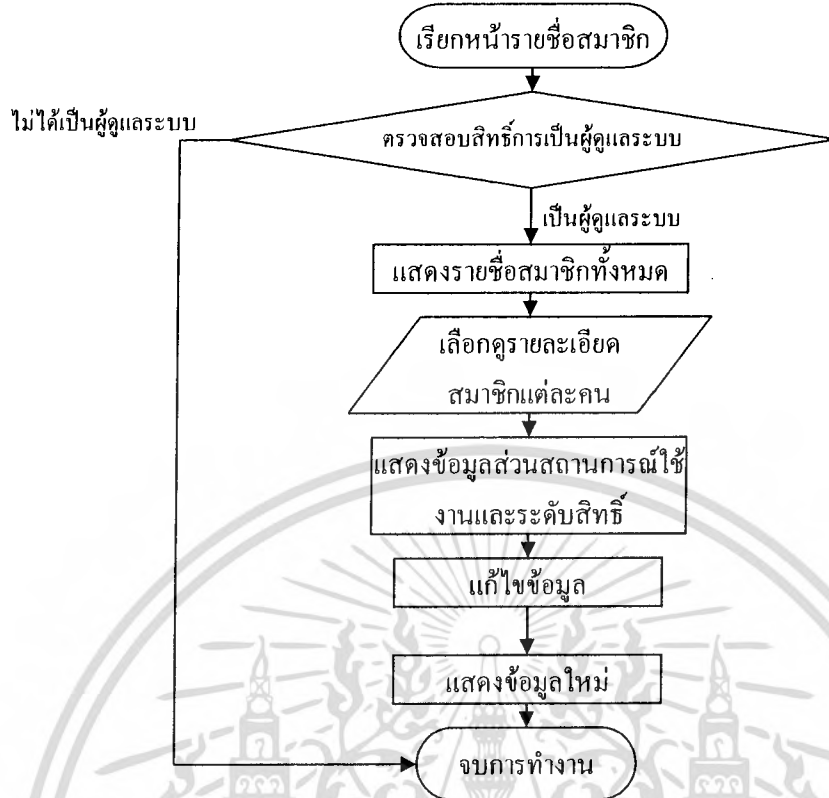 เรียกหน้ารายชื่อสมาชิก
ไม่ได้เป็นผู้ดูแลระบบ
ตรวจสอบสิทธิ์การเป็นผู้ดูแลระบบ
เป็นผู้ดูแลระบบ
แสดงรายชื่อสมาชิกทั้งหมด
เลือกดูรายละเอียด
สมาชิกแต่ละคน
แสดงข้อมูลส่วนสถานการณ์ใช้
งานและระดับสิทธิ์
แก้ไขข้อมูล
แสดงข้อมูลใหม่
จบการทำงาน